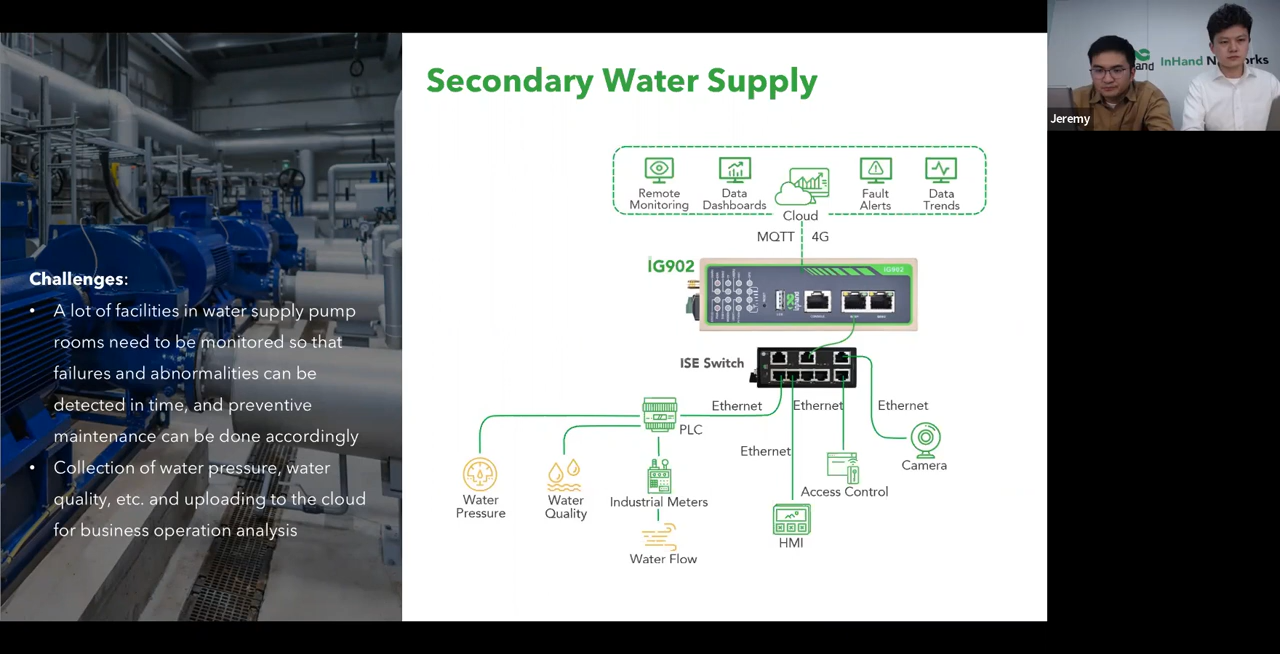 Secondary Water Supply
Challenges:
• A lot of facilities in water supply pump
rooms need to be monitored so that
failures and abnormalities can be
detected in time, and preventive
maintenance can be done accordingly
• Collection of water pressure, water
quality, etc. and uploading to the cloud
for business operation analysis
Remote
Monitoring
Data
Dashboards
Cloud
Fault
Alerts
Data
Trends
MQTT 4G
IG902
IG902
ISE Switch
Ethernet
Ethernet
Ethernet
Ethernet
PLC
Water
Pressure
Water
Quality
Industrial Meters
Water Flow
HMI
Access Control
Camera
InHand
Jeremy